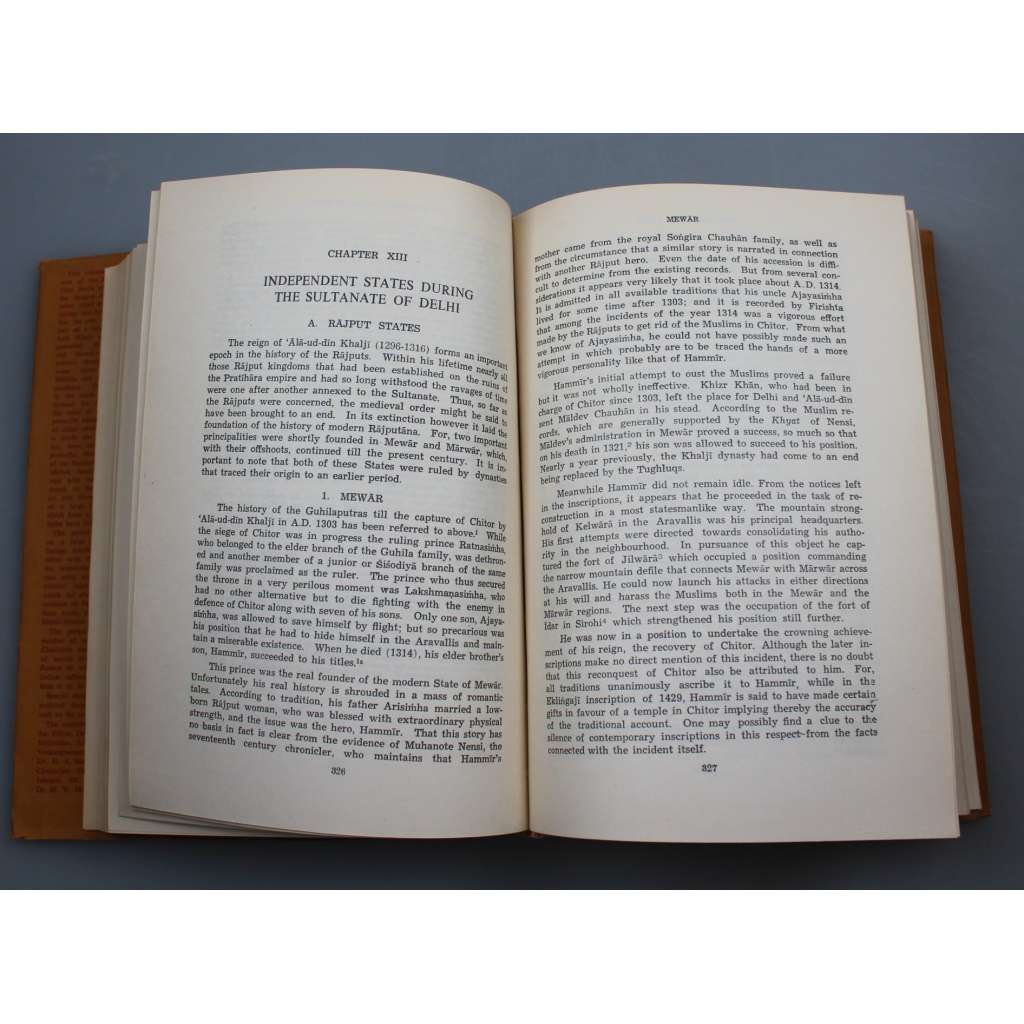 CHAPTER XIII
INDEPENDENT STATES DURING
THE SULTANATE OF DELHI
A. RĀJPUT STATES
The reign of 'Alā-ud-dīn Khaljī (1296-1316) forms an important
epoch in the history of the Rājputs. Within his lifetime nearly all
those Rājput kingdoms that had been established on the ruins of
the Pratihāra empire and had so long withstood the ravages of time
were one after another annexed to the Sultanate. Thus, so far as
the Rājputs were concerned, the medieval order might be said to
have been brought to an end. In its extinction however it laid the
foundation of the history of modern Rājputāna. For, two important
principalities were shortly founded in Mewār and Mārwār, which,
with their offshoots, continued till the present century. It is im-
portant to note that both of these States were ruled by dynasties
that traced their origin to an earlier period.
1. MEWĀR
The history of the Guhilaputras till the capture of Chitor by
'Alā-ud-dīn Khaljī in A.D. 1303 has been referred to above.¹ While
the siege of Chitor was in progress the ruling prince Ratnasiṁha,
who belonged to the elder branch of the Guhila family, was dethron-
ed and another member of a junior or Śiśodiyā branch of the same
family was proclaimed as the ruler. The prince who thus secured
the throne in a very perilous moment was Lakshmaṇasiṁha, who
had no other alternative but to die fighting with the enemy in
defence of Chitor along with seven of his sons. Only one son, Ajaya-
siṁha, was allowed to save himself by flight; but so precarious was
his position that he had to hide himself in the Aravallis and main-
tain a miserable existence. When he died (1314), his elder brother's
son, Hammīr, succeeded to his titles.¹ᵃ
This prince was the real founder of the modern State of Mewār.
Unfortunately his real history is shrouded in a mass of romantic
tales. According to tradition, his father Arisiṁha married a low-
born Rājput woman, who was blessed with extraordinary physical
strength, and the issue was the hero, Hammīr. That this story has
no basis in fact is clear from the evidence of Muhanote Nensi, the
seventeenth century chronicler, who maintains that Hammīr's
326
MEWĀR
mother came from the royal Soṅgira Chauhān family, as well as
from the circumstance that a similar story is narrated in connection
with another Rājput hero. Even the date of his accession is diffi-
cult to determine from the existing records. But from several con-
siderations it appears very likely that it took place about A.D. 1314.
It is admitted in all available traditions that his uncle Ajayasiṁha
lived for some time after 1303; and it is recorded by Firishta
that among the incidents of the year 1314 was a vigorous effort
made by the Rājputs to get rid of the Muslims in Chitor. From what
we know of Ajayasiṁha, he could not have possibly made such an
attempt in which probably are to be traced the hands of a more
vigorous personality like that of Hammīr.
Hammīr's initial attempt to oust the Muslims proved a failure
but it was not wholly ineffective. Khizr Khān, who had been in
charge of Chitor since 1303, left the place for Delhi and 'Alā-ud-dīn
sent Māldev Chauhān in his stead. According to the Muslim re-
cords, which are generally supported by the Khyat of Nensi,
Māldev's administration in Mewār proved a success, so much so that
on his death in 1321,² his son was allowed to succeed to his position.
Nearly a year previously, the Khaljī dynasty had come to an end
being replaced by the Tughluqs.
Meanwhile Hammīr did not remain idle. From the notices left
in the inscriptions, it appears that he proceeded in the task of re-
construction in a most statesmanlike way. The mountain strong-
hold of Kelwārā in the Aravallis was his principal headquarters.
His first attempts were directed towards consolidating his autho-
rity in the neighbourhood. In pursuance of this object he cap-
tured the fort of Jilwārā³ which occupied a position commanding
the narrow mountain defile that connects Mewār with Mārwār across
the Aravallis. He could now launch his attacks in either directions
at his will and harass the Muslims both in the Mewār and the
Mārwār regions. The next step was the occupation of the fort of
Idar in Sirohi⁴ which strengthened his position still further.
He was now in a position to undertake the crowning achieve-
ment of his reign, the recovery of Chitor. Although the later in-
scriptions make no direct mention of this incident, there is no doubt
that this reconquest of Chitor also be attributed to him. For,
all traditions unanimously ascribe it to Hammīr, while in the
Ekliṅgajī inscription of 1429, Hammīr is said to have made certain
gifts in favour of a temple in Chitor implying thereby the accuracy
of the traditional account. One may possibly find a clue to the
silence of contemporary inscriptions in this respect from the facts
connected with the incident itself.
327